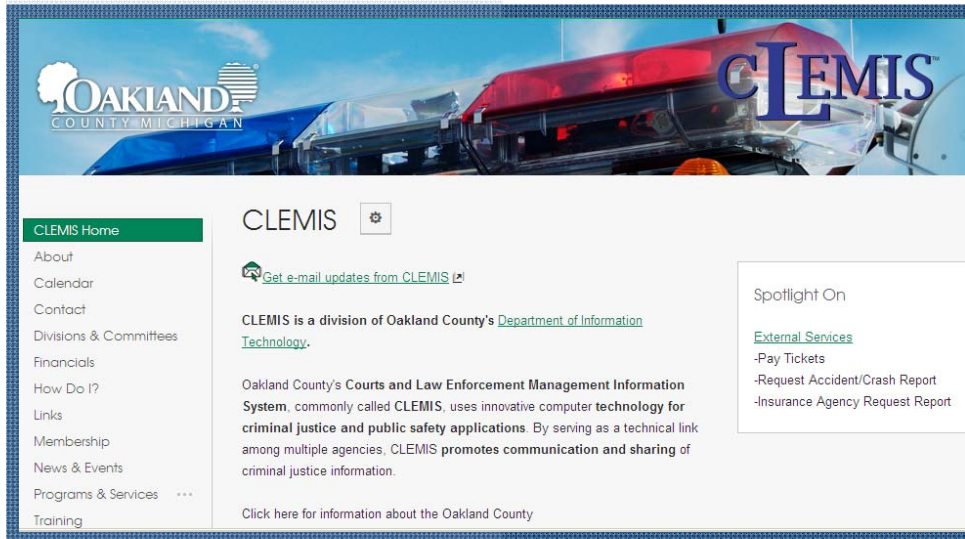 OAKLAND
COUNTY MICHIGAN
CLEMIS™
CLEMIS Home
About
Calendar
Contact
Divisions & Committees
Financials
How Do I?
Links
Membership
News & Events
Programs & Services ...
Training
CLEMIS
Get e-mail updates from CLEMIS
CLEMIS is a division of Oakland County's Department of Information
Technology.
Oakland County's Courts and Law Enforcement Management Information
System, commonly called CLEMIS, uses innovative computer technology for
criminal justice and public safety applications. By serving as a technical link
among multiple agencies, CLEMIS promotes communication and sharing of
criminal justice information.
Click here for information about the Oakland County
Spotlight On
External Services
-Pay Tickets
-Request Accident/Crash Report
-Insurance Agency Request Report